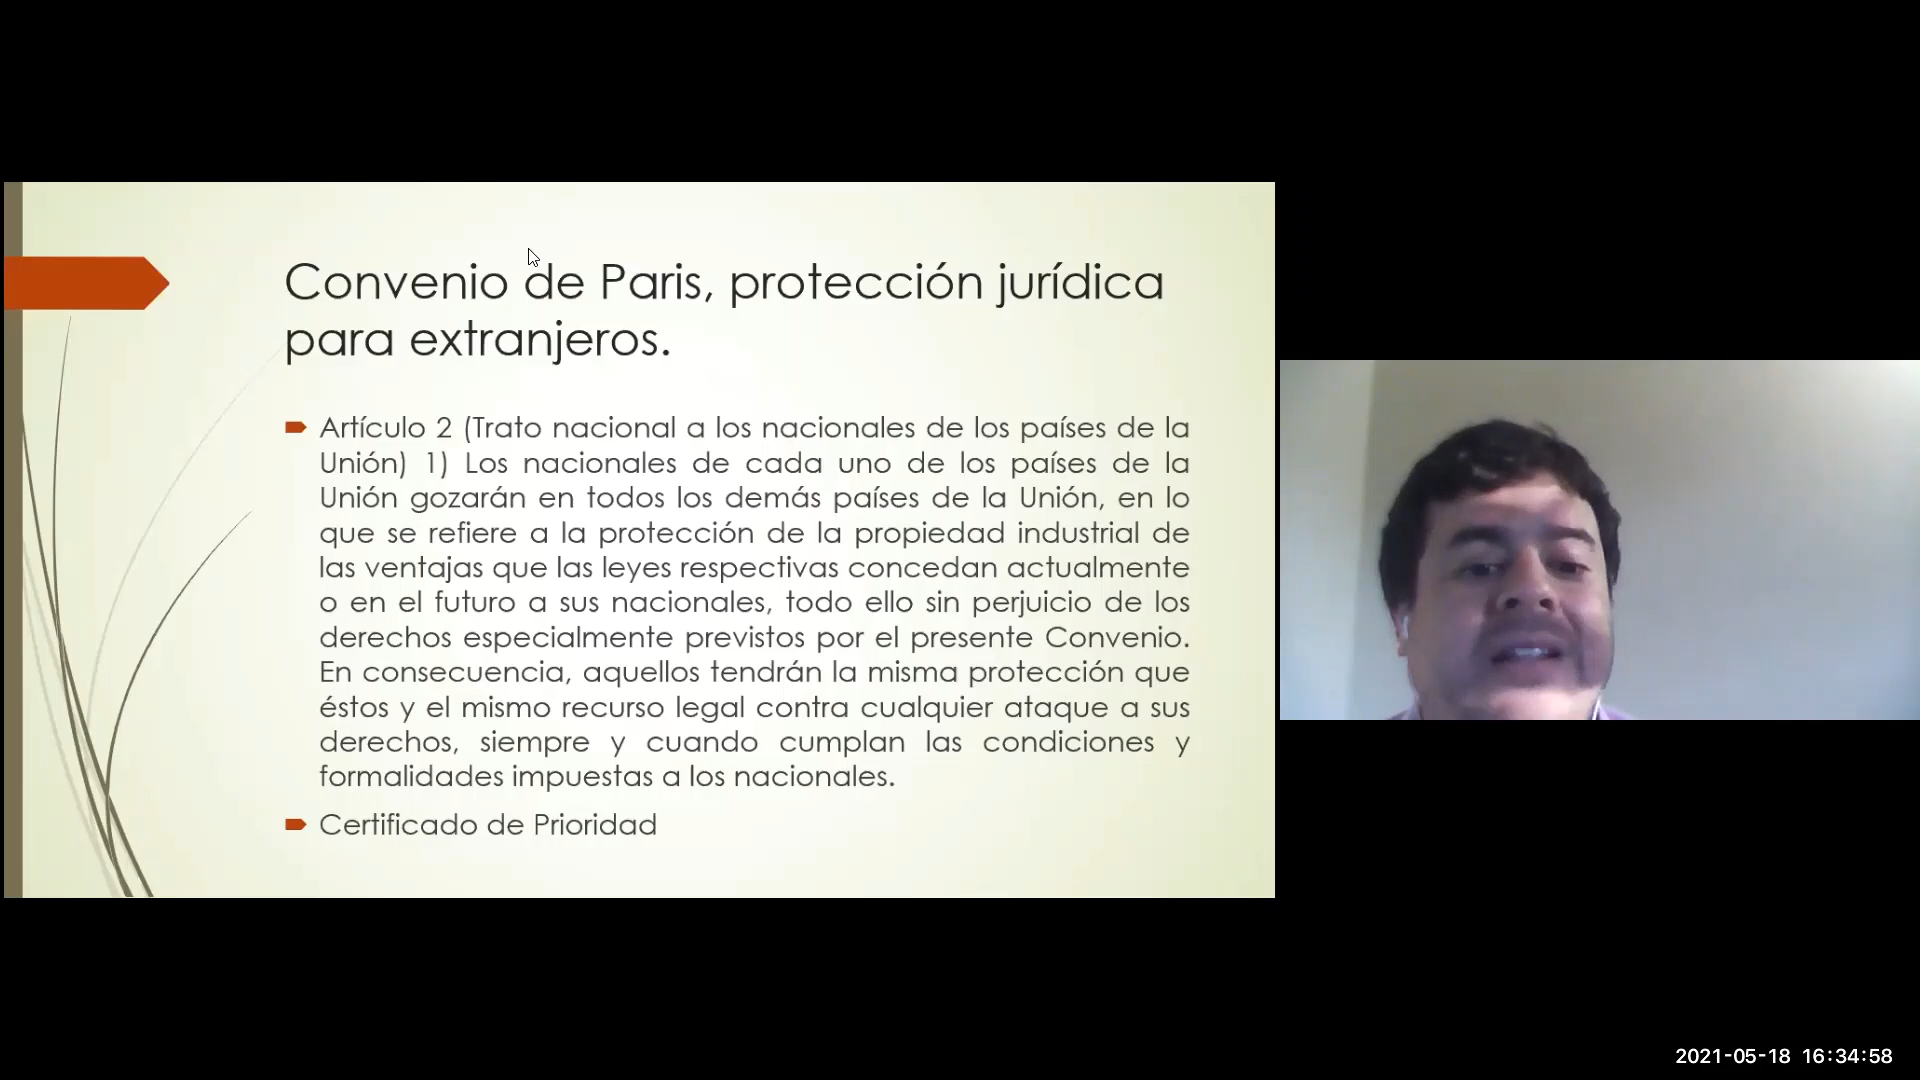 Convenio de Paris, protección jurídica
para extranjeros.
Artículo 2 (Trato nacional a los nacionales de los países de la
Unión) 1) Los nacionales de cada uno de los países de la
Unión gozarán en todos los demás países de la Unión, en lo
que se refiere a la protección de la propiedad industrial de
las ventajas que las leyes respectivas concedan actualmente
o en el futuro a sus nacionales, todo ello sin perjuicio de los
derechos especialmente previstos por el presente Convenio.
En consecuencia, aquellos tendrán la misma protección que
éstos y el mismo recurso legal contra cualquier ataque a sus
derechos, siempre y cuando cumplan las condiciones y
formalidades impuestas a los nacionales.
Certificado de Prioridad
2021-05-18 16:34:58